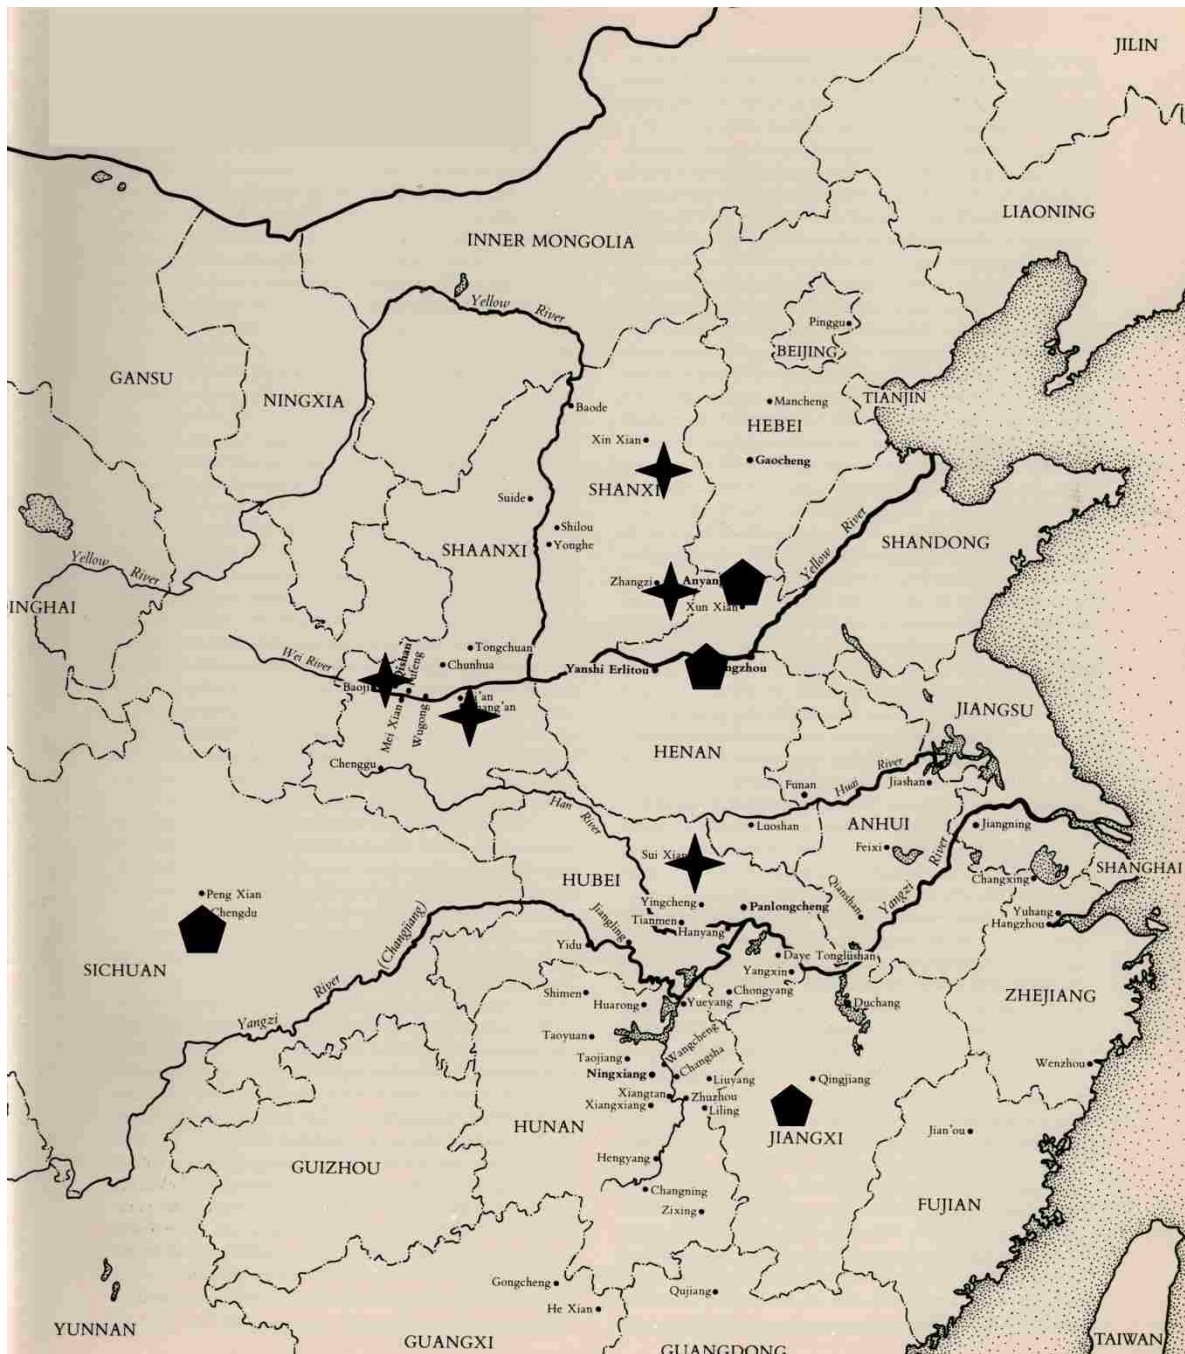 JILIN
LIAONING
INNER MONGOLIA
Yellow
River
Pinggu
BEIJING
GANSU
NINGXIA
Mancheng
TIANJIN
Baode
HEBEI
Xin Xian
Gaocheng
SHANXI
Suide
Shilou
Yonghe
SHAANXI
Yellow River
SHANDONG
Yellow
River
Zhangzi
Xun Xian
Tongchuan
Chunhua
Wei River
Yanshi Erlitou
Mei Xian
Wugong
JIANGSU
HENAN
Chenggu
Huai River
Jiashan
Funan
Han River
Luoshan
ANHUI
Jiangning
Feixi
SHANGHAI
Changxing
HUBEI
Peng Xian
Chengdu
Yingcheng
Panlongcheng
Qianshan
Yangzi River
Yuhang
Hangzhou
Tianmen
Hanyang
Jiangling
Yidu
(Changjiang)
SICHUAN
River
Yangzi
Daye Tonglüshan
Yangxin
Chongyang
Shimen
Huarong
Yueyang
Duchang
ZHEJIANG
Taoyuan
Wangcheng
Changsha
Taojiang
Ningxiang
Wenzhou
Liuyang
Qingjiang
Xiangtan
Zhuzhou
Xiangxiang
Liling
HUNAN
JIANGXI
Jian'ou
GUIZHOU
Hengyang
Changning
Zixing
FUJIAN
Gongcheng
Qujiang
He Xian
YUNNAN
GUANGXI
GUANGDONG
TAIWAN